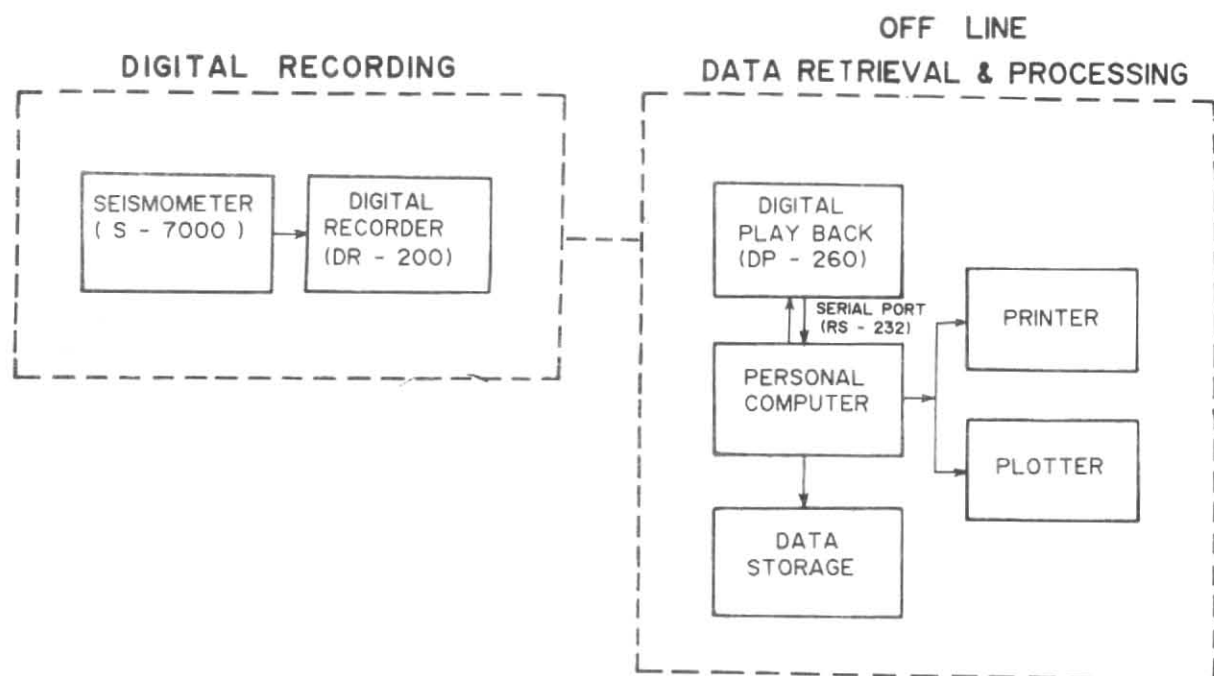 DIGITAL RECORDING
SEISMOMETER
( S - 7000 )
DIGITAL
RECORDER
(DR - 200)
OFF LINE
DATA RETRIEVAL & PROCESSING
DIGITAL
PLAY BACK
(DP - 260)
SERIAL PORT
(RS - 232)
PERSONAL
COMPUTER
PRINTER
PLOTTER
DATA
STORAGE